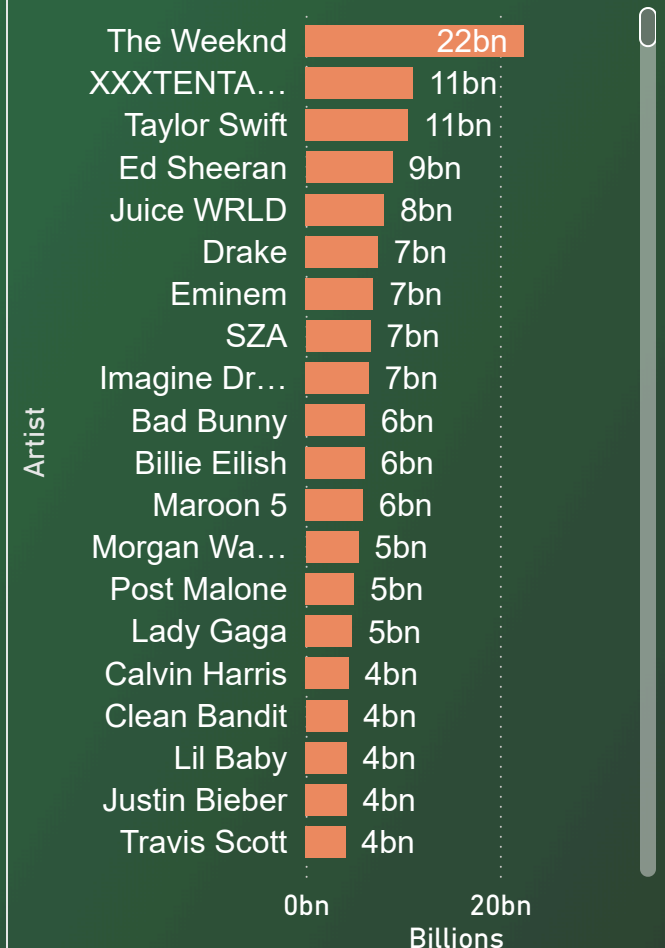 The Weeknd 22bn
XXXTENTA… 11bn
Taylor Swift 11bn
Ed Sheeran 9bn
Juice WRLD 8bn
Drake 7bn
Eminem 7bn
SZA 7bn
Imagine Dr… 7bn
Bad Bunny 6bn
Billie Eilish 6bn
Maroon 5 6bn
Morgan Wa… 5bn
Post Malone 5bn
Lady Gaga 5bn
Calvin Harris 4bn
Clean Bandit 4bn
Lil Baby 4bn
Justin Bieber 4bn
Travis Scott 4bn
Artist
0bn 20bn
Billions